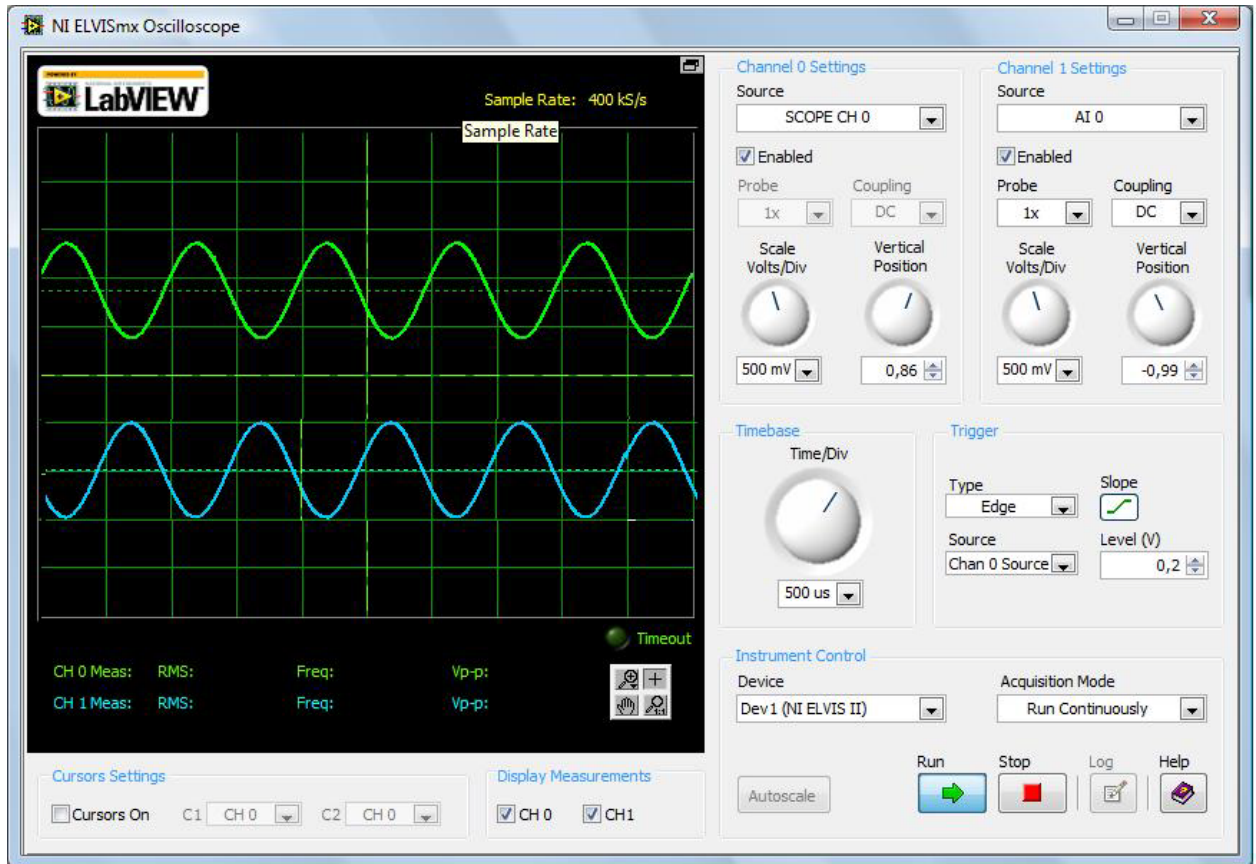 NI ELVISmx Oscilloscope
POWERED BY
LabVIEW
Sample Rate: 400 kS/s
Sample Rate
Timeout
CH 0 Meas: RMS: Freq: Vp-p:
CH 1 Meas: RMS: Freq: Vp-p:
Cursors Settings
Cursors On C1 CH 0 C2 CH 0
Display Measurements
CH 0 CH1
Channel 0 Settings
Source
SCOPE CH 0
Enabled
Probe Coupling
1x DC
Scale Vertical
Volts/Div Position
500 mV 0,86
Channel 1 Settings
Source
AI 0
Enabled
Probe Coupling
1x DC
Scale Vertical
Volts/Div Position
500 mV -0,99
Timebase
Time/Div
500 us
Trigger
Type Slope
Edge
Source Level (V)
Chan 0 Source 0,2
Instrument Control
Device Acquisition Mode
Dev1 (NI ELVIS II) Run Continuously
Run Stop Log Help
Autoscale